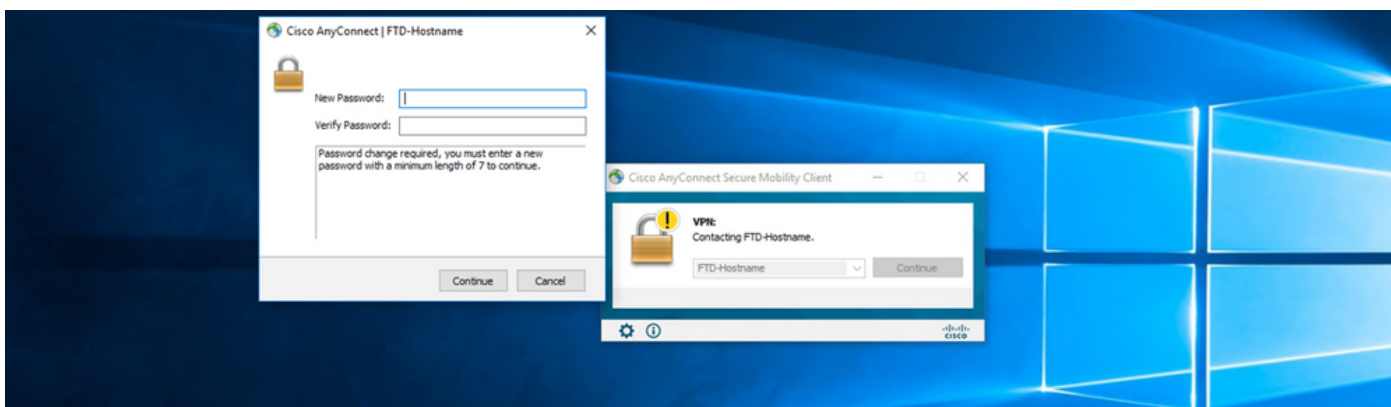 Cisco AnyConnect | FTD-Hostname
New Password:
Verify Password:
Password change required, you must enter a new
password with a minimum length of 7 to continue.
Continue
Cancel
Cisco AnyConnect Secure Mobility Client
VPN:
Contacting FTD-Hostname.
FTD-Hostname
Continue
CISCO